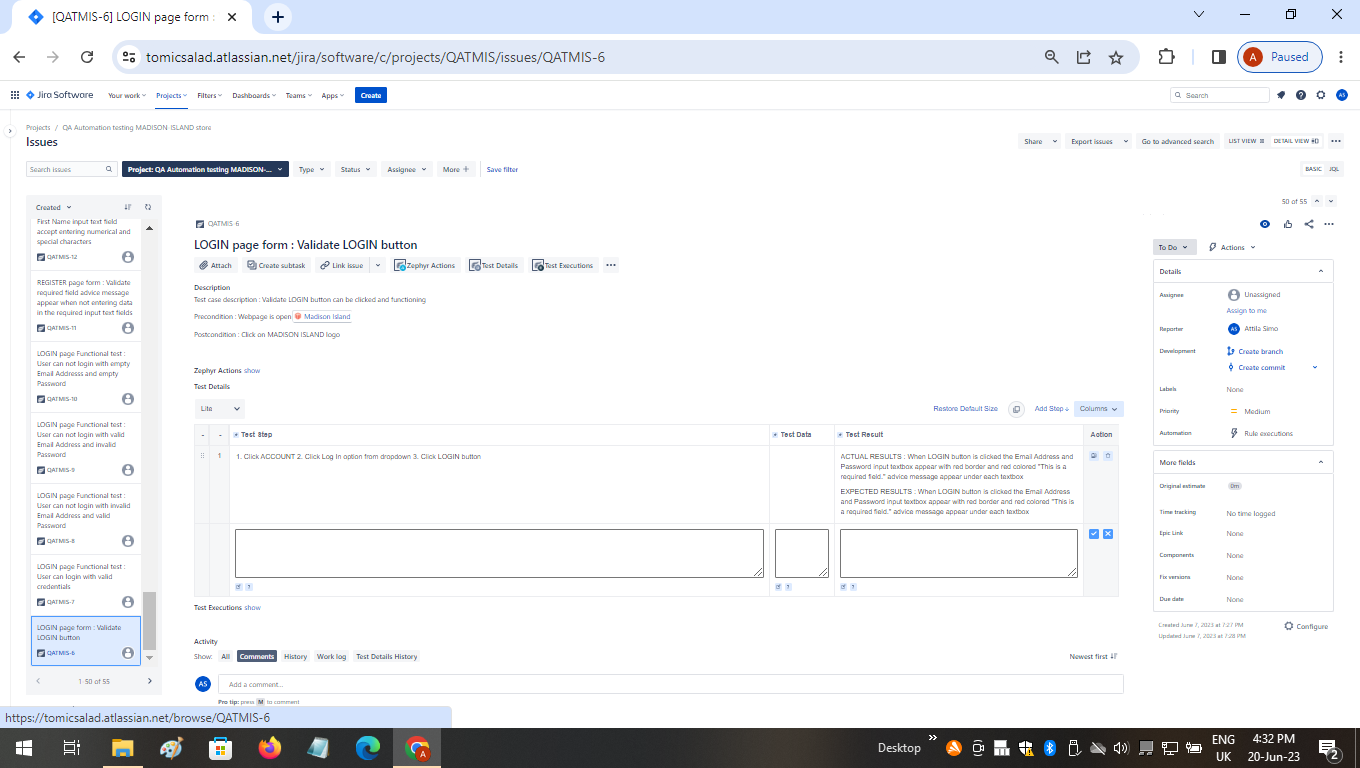 [QATMIS-6] LOGIN page form :
tomicsalad.atlassian.net/jira/software/c/projects/QATMIS/issues/QATMIS-6
A Paused
Jira Software Your work Projects Filters Dashboards Teams Apps Create Search AS
Projects / QA Automation testing MADISON ISLAND store
Issues
Share Export issues Go to advanced search LIST VIEW DETAIL VIEW
Search issues Project: QA Automation testing MADISON-... Type Status Assignee More + Save filter BASIC JQL
Created
First Name input text field
accept entering numerical and
special characters
QATMIS-12
REGISTER page form : Validate
required field advice message
appear when not entering data
in the required input text fields
QATMIS-11
LOGIN page Functional test :
User can not login with empty
Email Addresss and empty
Password
QATMIS-10
LOGIN page Functional test :
User can not login with valid
Email Address and invalid
Password
QATMIS-9
LOGIN page Functional test :
User can not login with invalid
Email Address and valid
Password
QATMIS-8
LOGIN page Functional test :
User can login with valid
credentials
QATMIS-7
LOGIN page form : Validate
LOGIN button
QATMIS-6
1-50 of 55
50 of 55
QATMIS-6
LOGIN page form : Validate LOGIN button
Attach Create subtask Link issue Zephyr Actions Test Details Test Executions
Description
Test case description : Validate LOGIN button can be clicked and functioning
Precondition : Webpage is open Madison Island
Postcondition : Click on MADISON ISLAND logo
Zephyr Actions show
Test Details
Lite Restore Default Size Add Step Columns
- - Test Step Test Data Test Result Action
1 1. Click ACCOUNT 2. Click Log In option from dropdown 3. Click LOGIN button
ACTUAL RESULTS : When LOGIN button is clicked the Email Address and
Password input textbox appear with red border and red colored "This is a
required field." advice message appear under each textbox
EXPECTED RESULTS : When LOGIN button is clicked the Email Address
and Password input textbox appear with red border and red colored "This is
a required field." advice message appear under each textbox
Test Executions show
Activity
Show: All Comments History Work log Test Details History Newest first
AS Add a comment...
Pro tip: press M to comment
To Do Actions
Details
Assignee Unassigned
Assign to me
Reporter AS Attila Simo
Development Create branch
Create commit
Labels None
Priority Medium
Automation Rule executions
More fields
Original estimate 0m
Time tracking No time logged
Epic Link None
Components None
Fix versions None
Due date None
Created June 7, 2023 at 7:27 PM
Updated June 7, 2023 at 7:28 PM
Configure
https://tomicsalad.atlassian.net/browse/QATMIS-6
Desktop
ENG
UK
4:32 PM
20-Jun-23
2